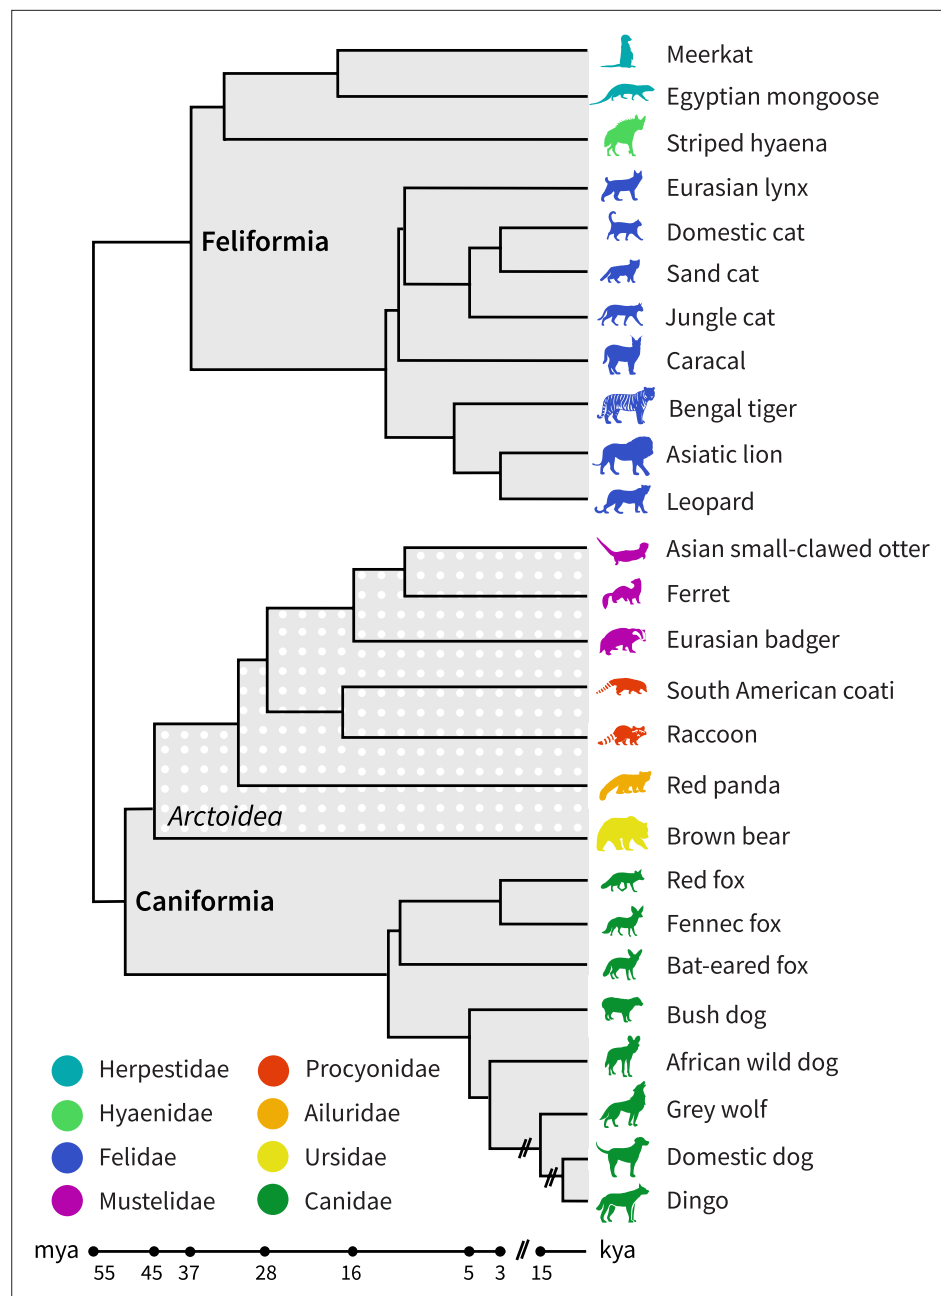 Meerkat
Egyptian mongoose
Striped hyaena
Eurasian lynx
Feliformia
Domestic cat
Sand cat
Jungle cat
Caracal
Bengal tiger
Asiatic lion
Leopard
Asian small-clawed otter
Ferret
Eurasian badger
South American coati
Raccoon
Red panda
Arctoidea
Brown bear
Red fox
Caniformia
Fennec fox
Bat-eared fox
Bush dog
African wild dog
Grey wolf
Domestic dog
Dingo
Herpestidae
Hyaenidae
Felidae
Mustelidae
Procyonidae
Ailuridae
Ursidae
Canidae
mya // kya
55 45 37 28 16 5 3 15